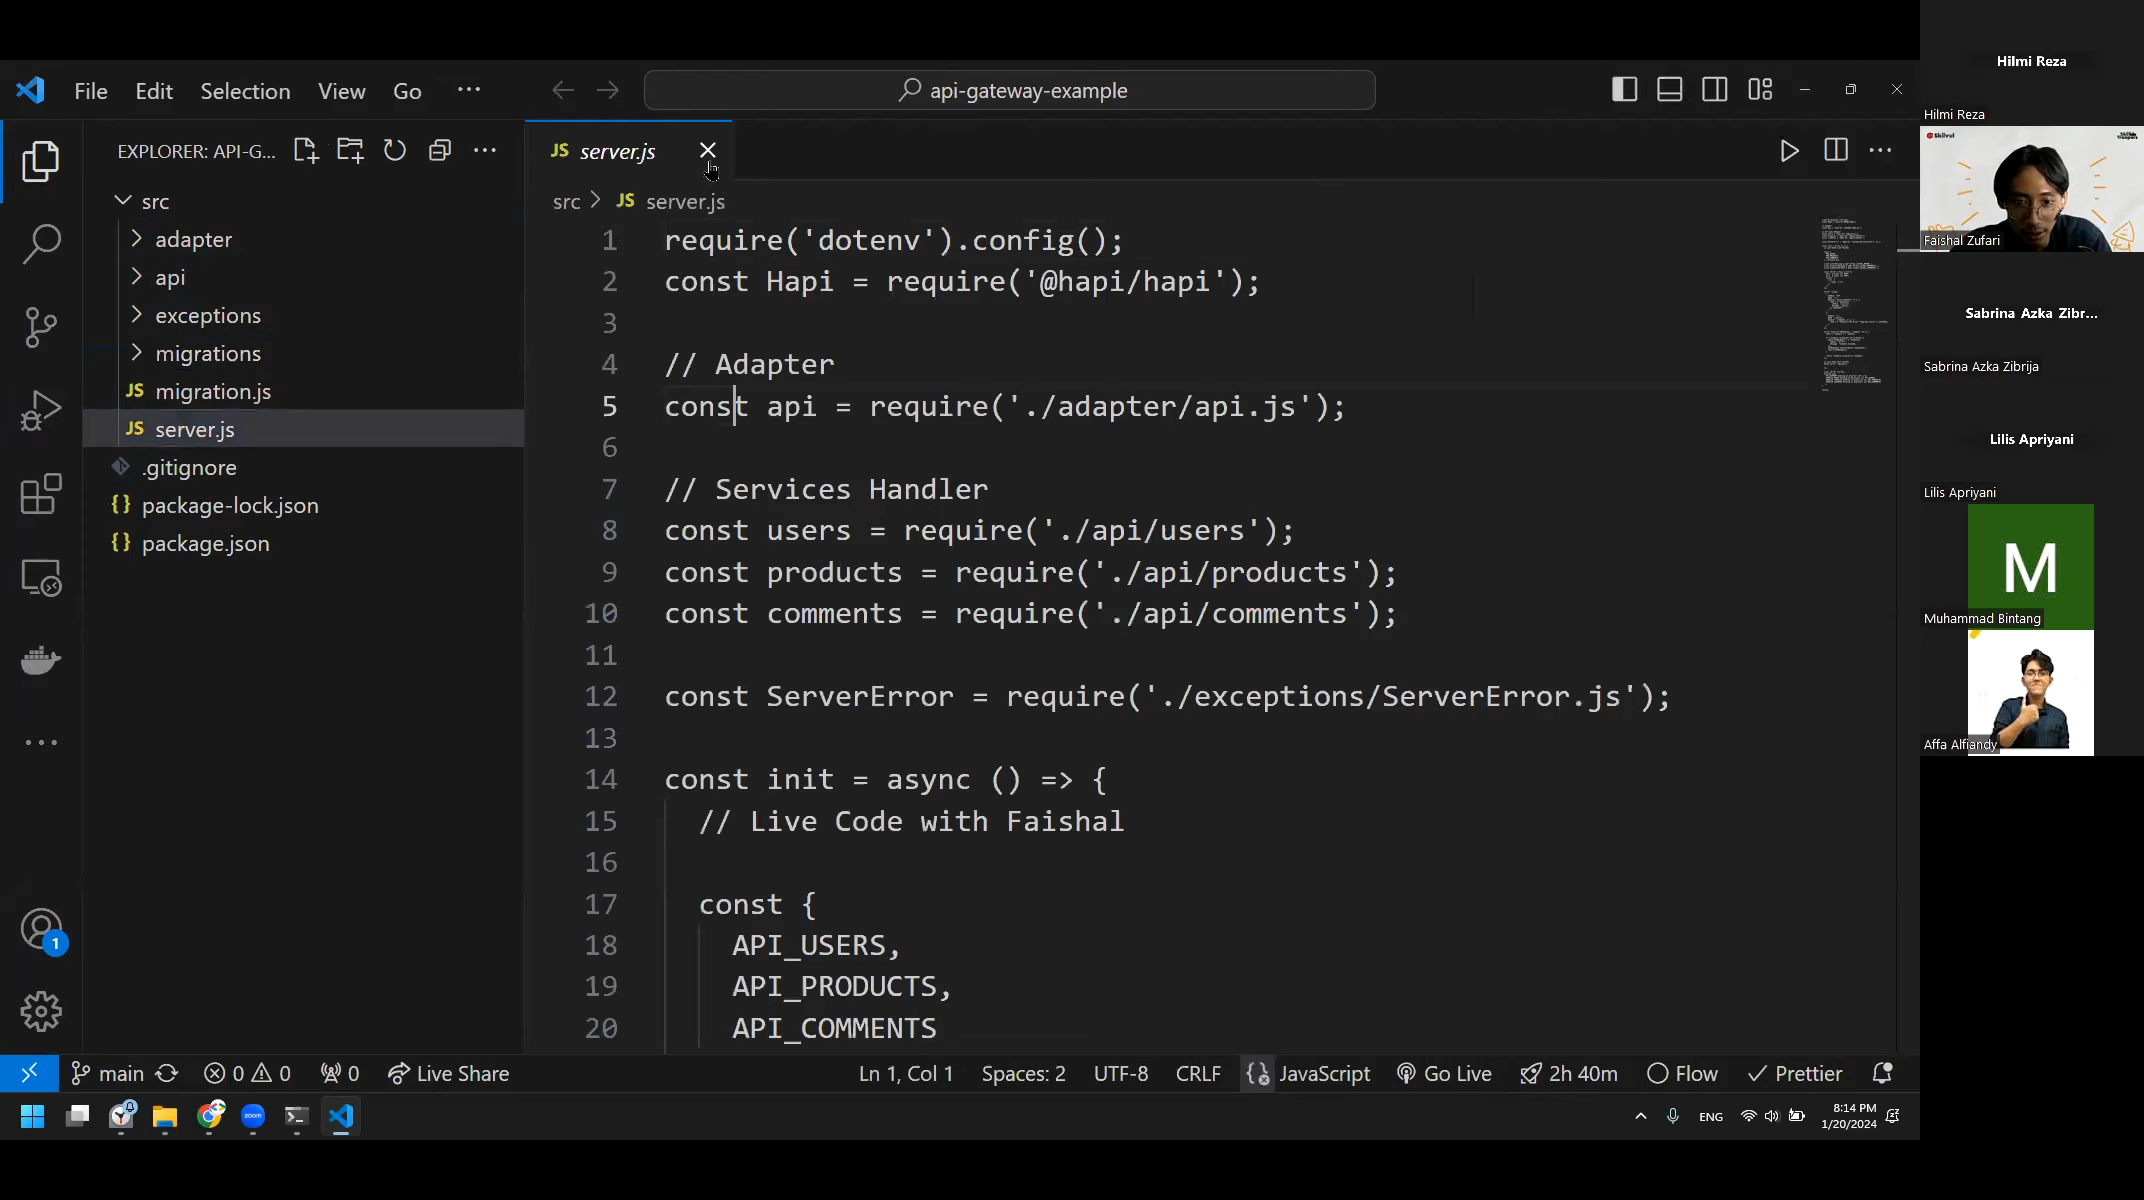 File Edit Selection View Go ...
api-gateway-example
EXPLORER: API-G...
src
adapter
api
exceptions
migrations
JS migration.js
JS server.js
.gitignore
{} package-lock.json
{} package.json
1
JS server.js
src > JS server.js
1 require('dotenv').config();
2 const Hapi = require('@hapi/hapi');
3
4 // Adapter
5 const api = require('./adapter/api.js');
6
7 // Services Handler
8 const users = require('./api/users');
9 const products = require('./api/products');
10 const comments = require('./api/comments');
11
12 const ServerError = require('./exceptions/ServerError.js');
13
14 const init = async () => {
15 // Live Code with Faishal
16
17 const {
18 API_USERS,
19 API_PRODUCTS,
20 API_COMMENTS
main 0 0 0 Live Share Ln 1, Col 1 Spaces: 2 UTF-8 CRLF JavaScript Go Live 2h 40m Flow Prettier
zoom
ENG
8:14 PM
1/20/2024
Hilmi Reza
Hilmi Reza
Skilvul
Faishal Zufari
Sabrina Azka Zibr...
Sabrina Azka Zibrija
Lilis Apriyani
Lilis Apriyani
M
Muhammad Bintang
Affa Alfiandy